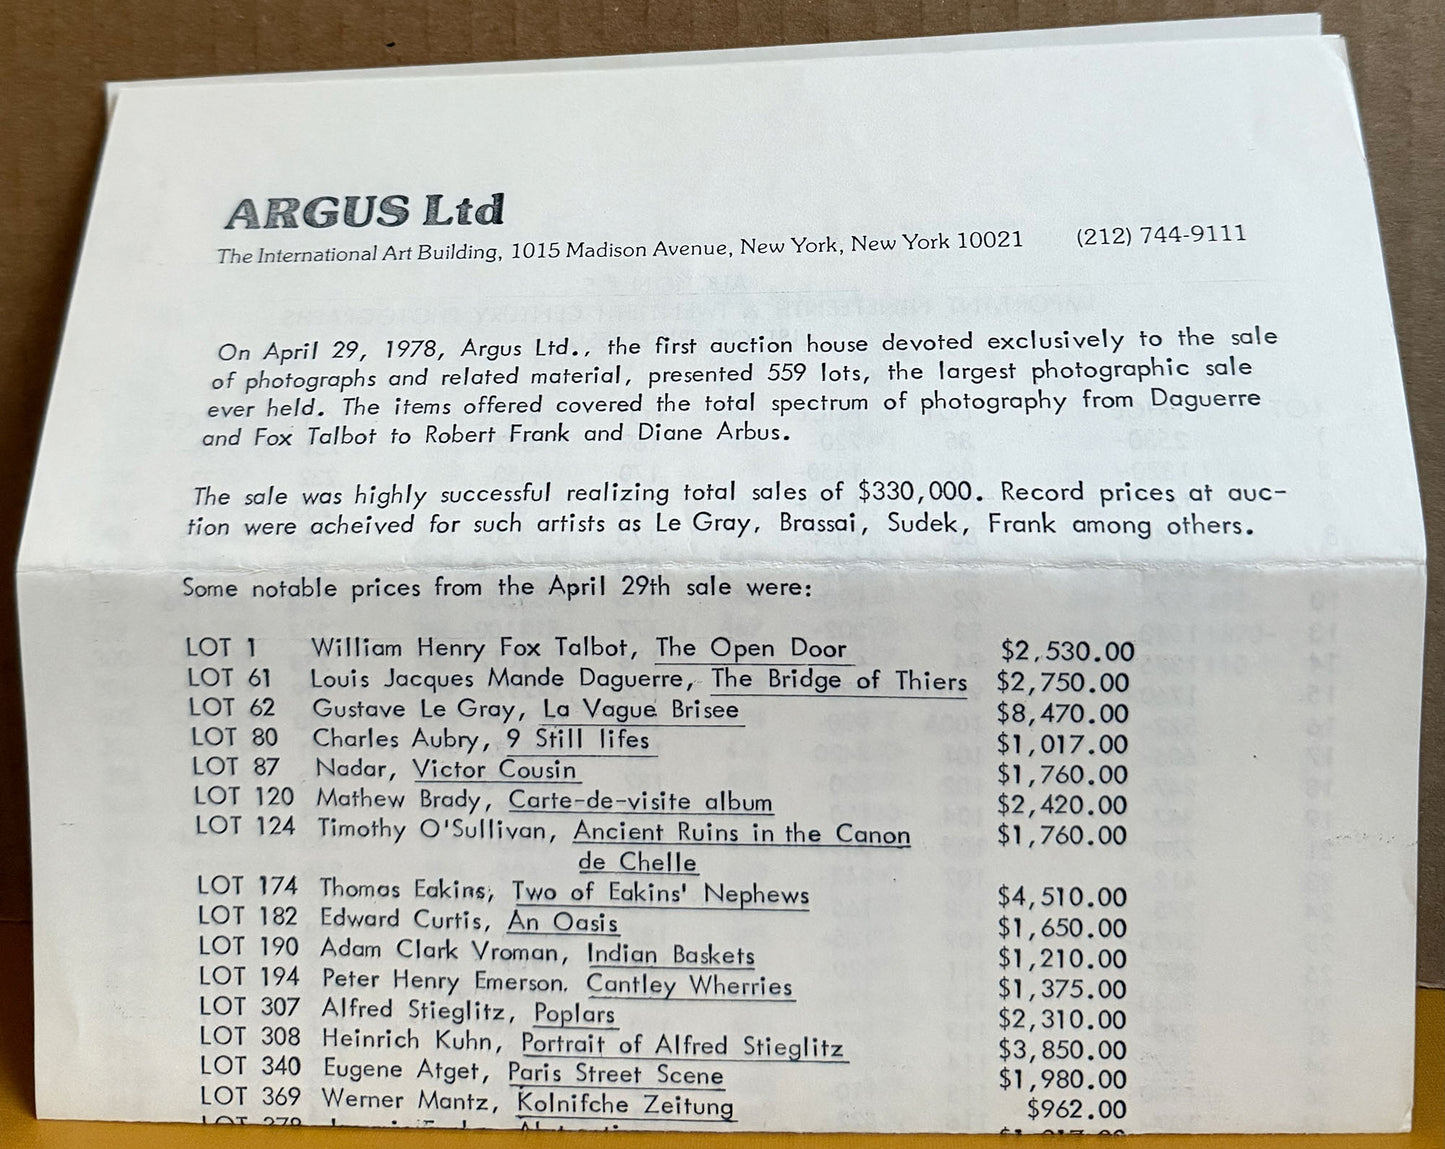 ARGUS Ltd
The International Art Building, 1015 Madison Avenue, New York, New York 10021 (212) 744-9111
On April 29, 1978, Argus Ltd., the first auction house devoted exclusively to the sale
of photographs and related material, presented 559 lots, the largest photographic sale
ever held. The items offered covered the total spectrum of photography from Daguerre
and Fox Talbot to Robert Frank and Diane Arbus.
The sale was highly successful realizing total sales of $330,000. Record prices at auc-
tion were acheived for such artists as Le Gray, Brassai, Sudek, Frank among others.
Some notable prices from the April 29th sale were:
LOT 1 William Henry Fox Talbot, The Open Door $2,530.00
LOT 61 Louis Jacques Mande Daguerre, The Bridge of Thiers $2,750.00
LOT 62 Gustave Le Gray, La Vague Brisee $8,470.00
LOT 80 Charles Aubry, 9 Still lifes $1,017.00
LOT 87 Nadar, Victor Cousin $1,760.00
LOT 120 Mathew Brady, Carte-de-visite album $2,420.00
LOT 124 Timothy O'Sullivan, Ancient Ruins in the Canon $1,760.00
de Chelle
LOT 174 Thomas Eakins, Two of Eakins' Nephews $4,510.00
LOT 182 Edward Curtis, An Oasis $1,650.00
LOT 190 Adam Clark Vroman, Indian Baskets $1,210.00
LOT 194 Peter Henry Emerson. Cantley Wherries $1,375.00
LOT 307 Alfred Stieglitz, Poplars $2,310.00
LOT 308 Heinrich Kuhn, Portrait of Alfred Stieglitz $3,850.00
LOT 340 Eugene Atget, Paris Street Scene $1,980.00
LOT 369 Werner Mantz, Kolnifche Zeitung $962.00
LOT